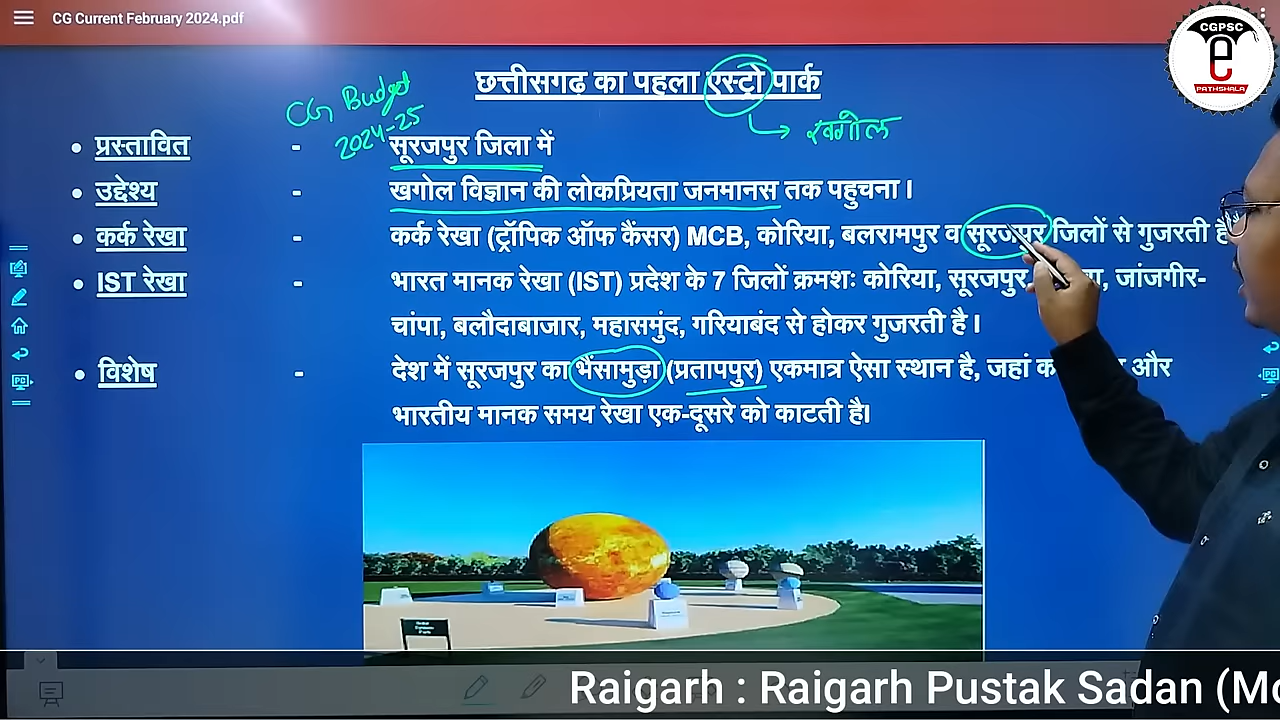 CG Current February 2024.pdf
CGPSC
e
PATHSHALA
छत्तीसगढ का पहला एस्ट्रो पार्क
CG Budget
2024-25
खगोल
• प्रस्तावित - सूरजपुर जिला में
• उद्देश्य - खगोल विज्ञान की लोकप्रियता जनमानस तक पहुचना ।
• कर्क रेखा - कर्क रेखा (ट्रॉपिक ऑफ कैंसर) MCB, कोरिया, बलरामपुर व सूरजपुर जिलों से गुजरती है
• IST रेखा - भारत मानक रेखा (IST) प्रदेश के 7 जिलों क्रमशः कोरिया, सूरजपुर, जांजगीर-
चांपा, बलौदाबाजार, महासमुंद, गरियाबंद से होकर गुजरती है ।
• विशेष - देश में सूरजपुर का भैंसामुड़ा (प्रतापपुर) एकमात्र ऐसा स्थान है, जहां और
भारतीय मानक समय रेखा एक-दूसरे को काटती है।
Raigarh : Raigarh Pustak Sadan (Mo